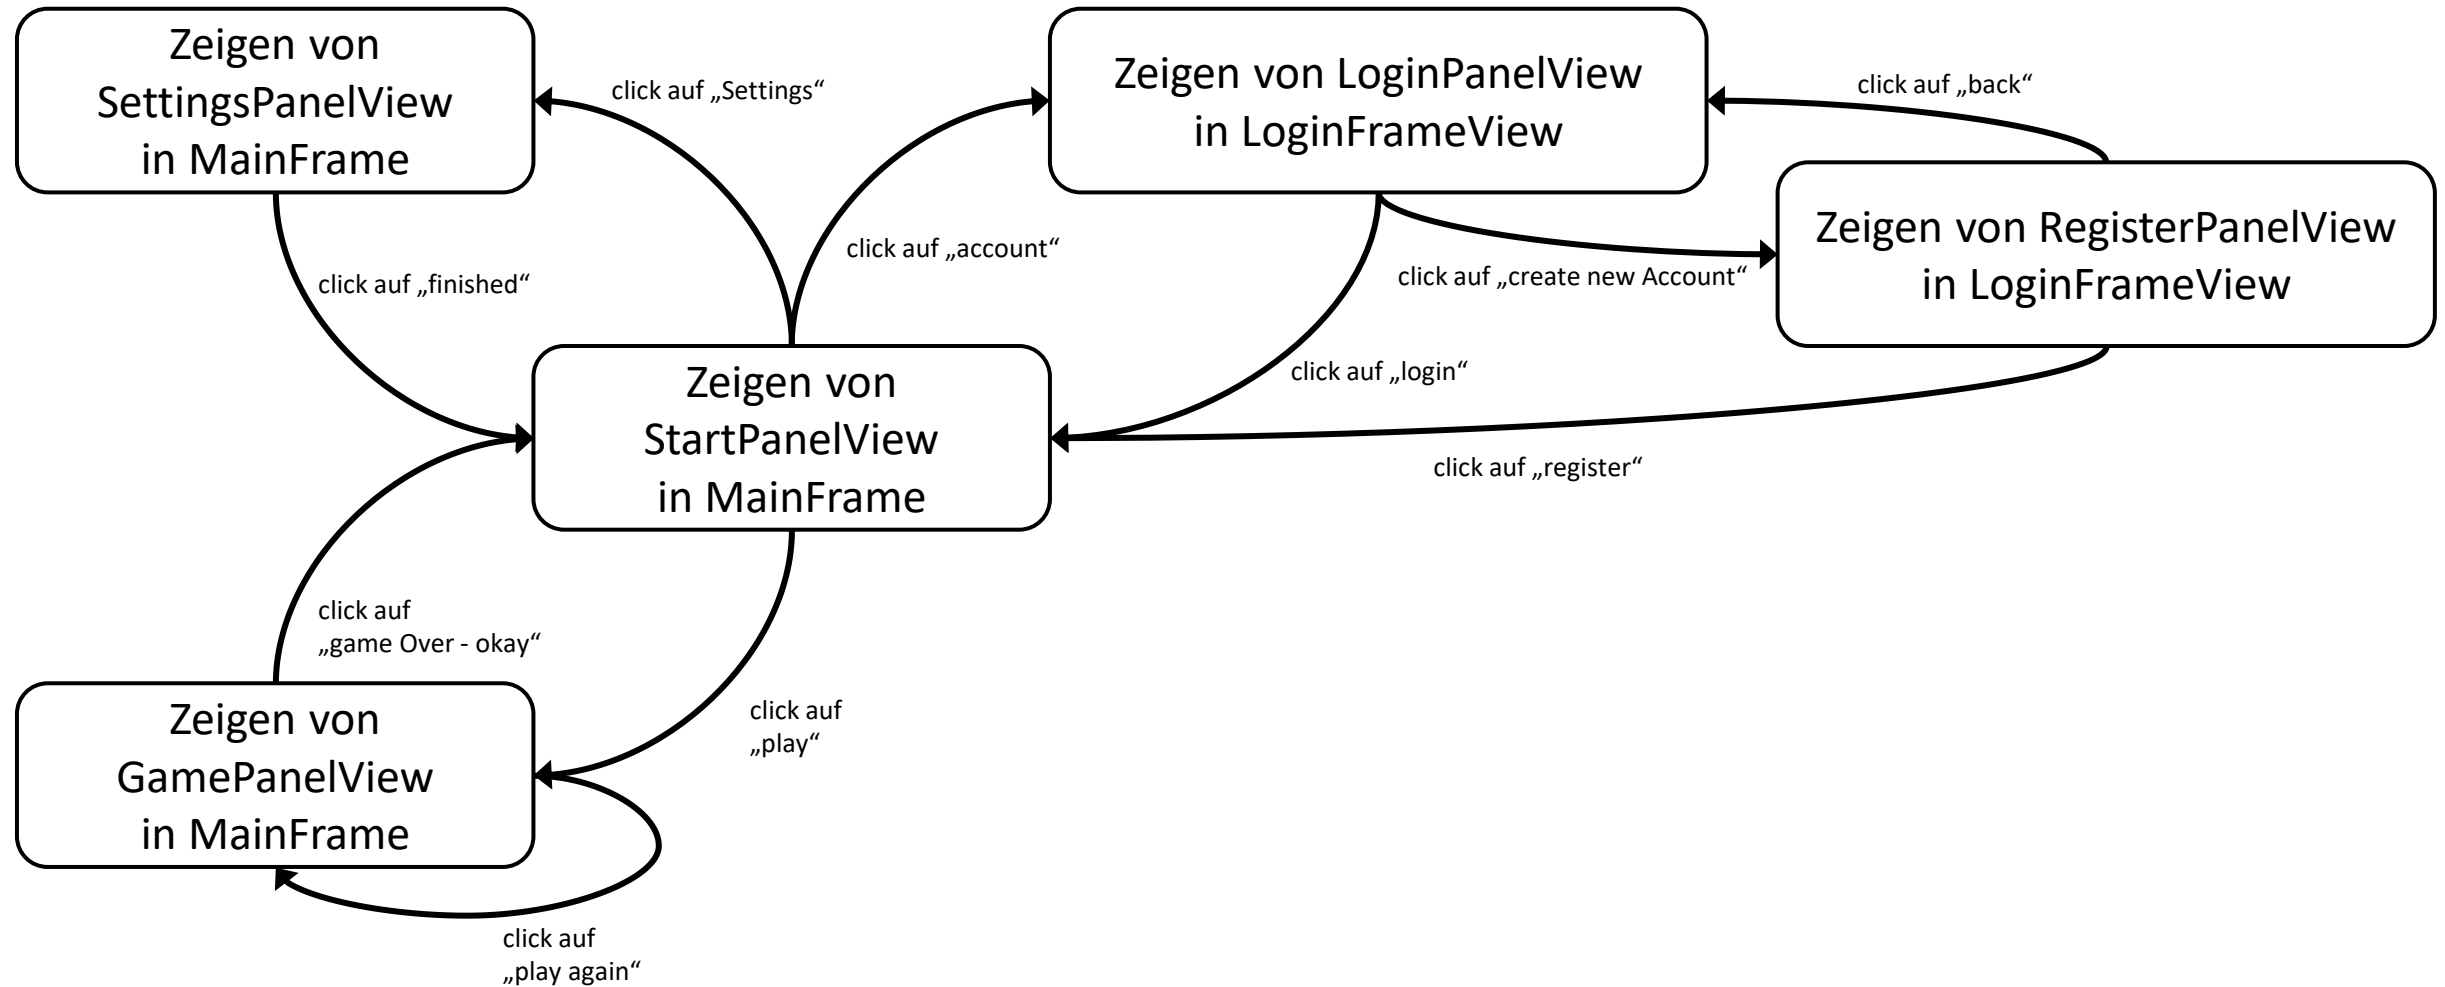 Zeigen von
SettingsPanelView
in MainFrame
click auf „Settings“
Zeigen von LoginPanelView
in LoginFrameView
click auf „back“
Zeigen von RegisterPanelView
in LoginFrameView
click auf „account“
click auf „create new Account“
click auf „finished“
Zeigen von
StartPanelView
in MainFrame
click auf „login“
click auf „register“
click auf
„game Over - okay“
Zeigen von
GamePanelView
in MainFrame
click auf
„play“
click auf
„play again“